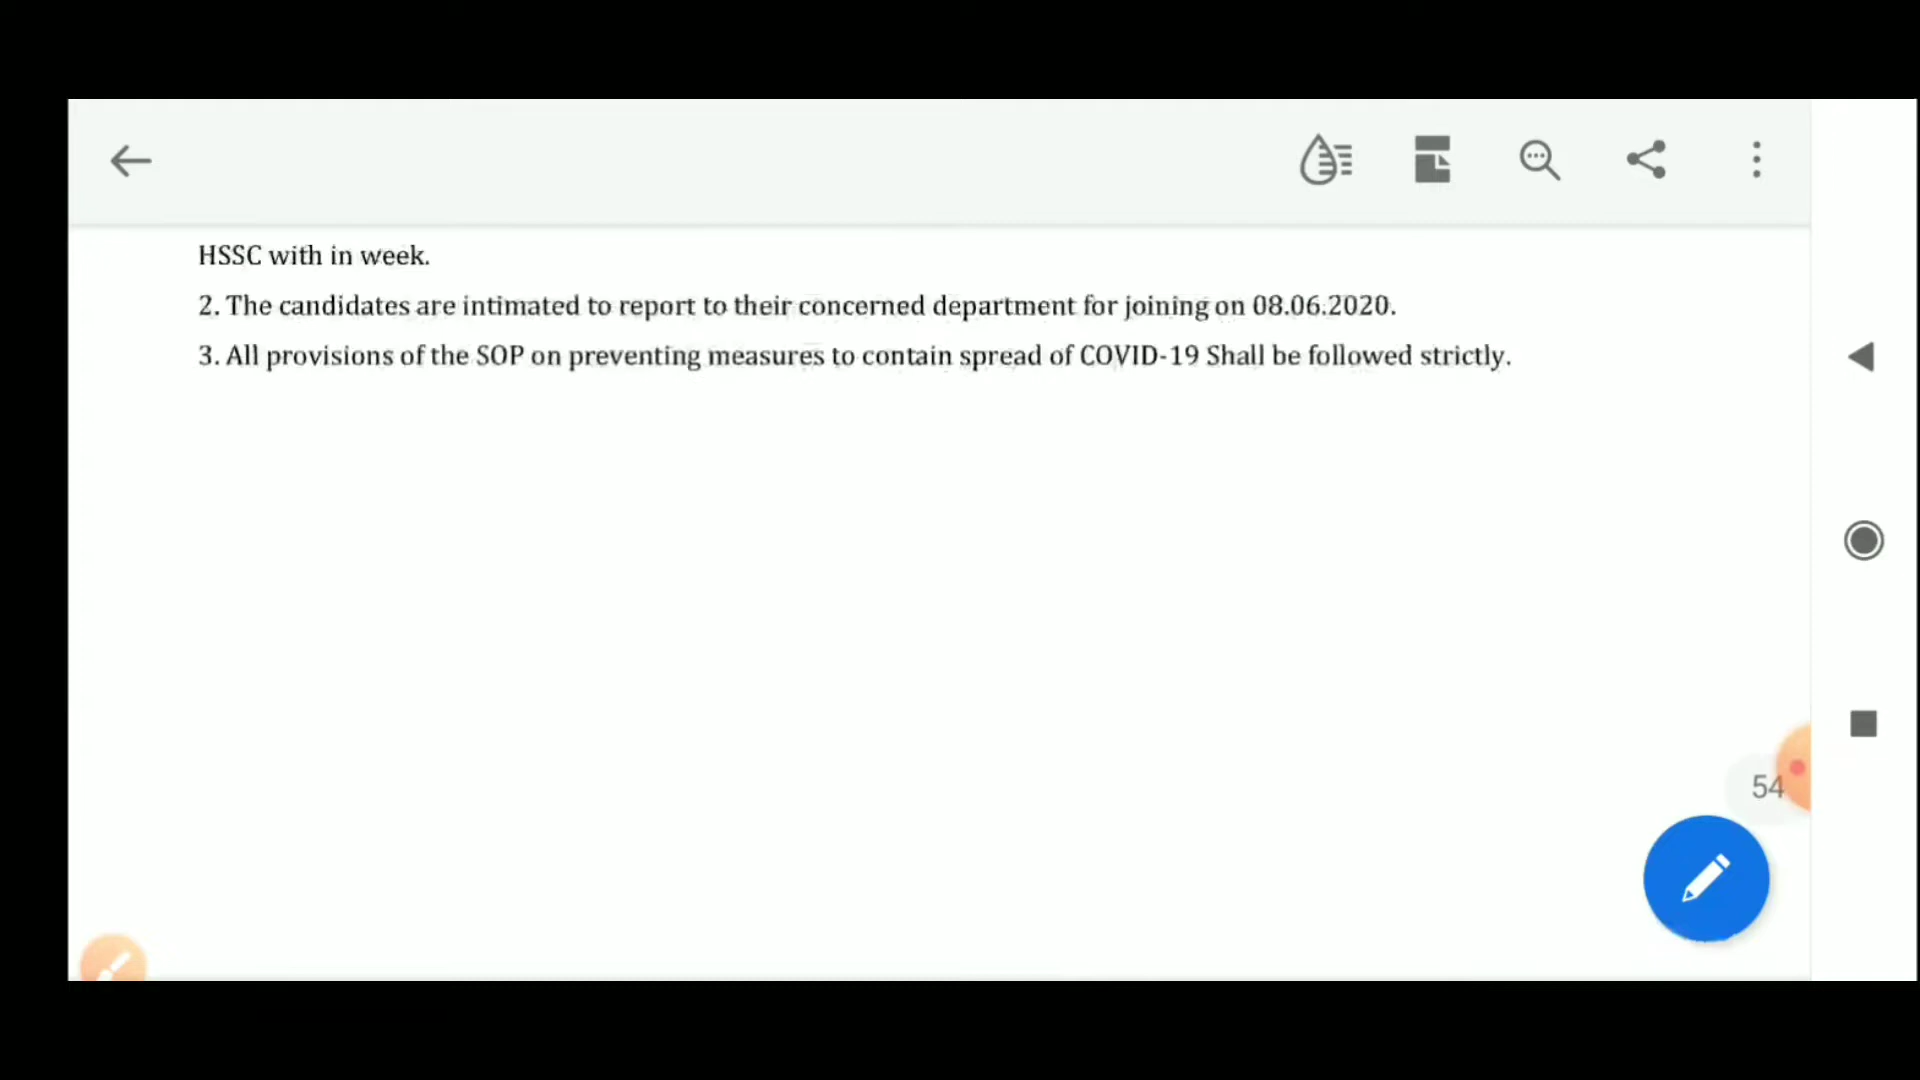 HSSC with in week.
2. The candidates are intimated to report to their concerned department for joining on 08.06.2020.
3. All provisions of the SOP on preventing measures to contain spread of COVID-19 Shall be followed strictly.
54